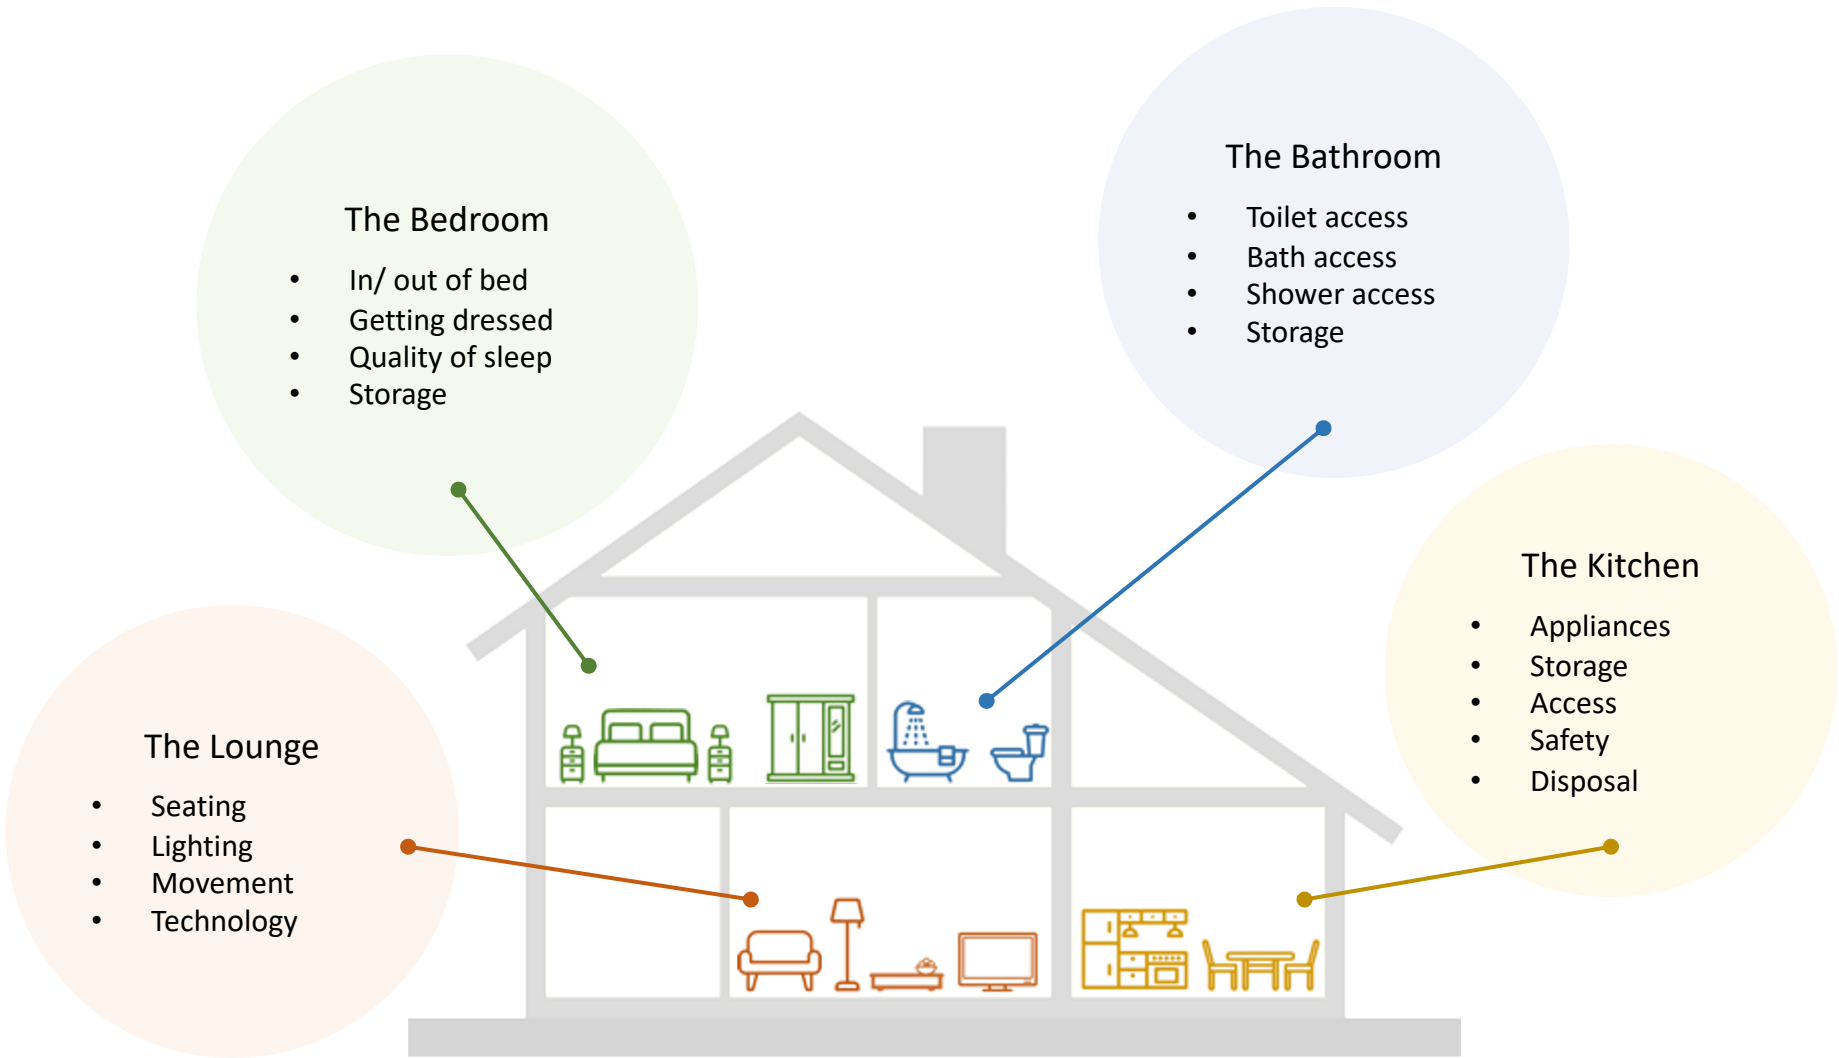 The Bedroom
• In/ out of bed
• Getting dressed
• Quality of sleep
• Storage
The Bathroom
• Toilet access
• Bath access
• Shower access
• Storage
The Lounge
• Seating
• Lighting
• Movement
• Technology
The Kitchen
• Appliances
• Storage
• Access
• Safety
• Disposal